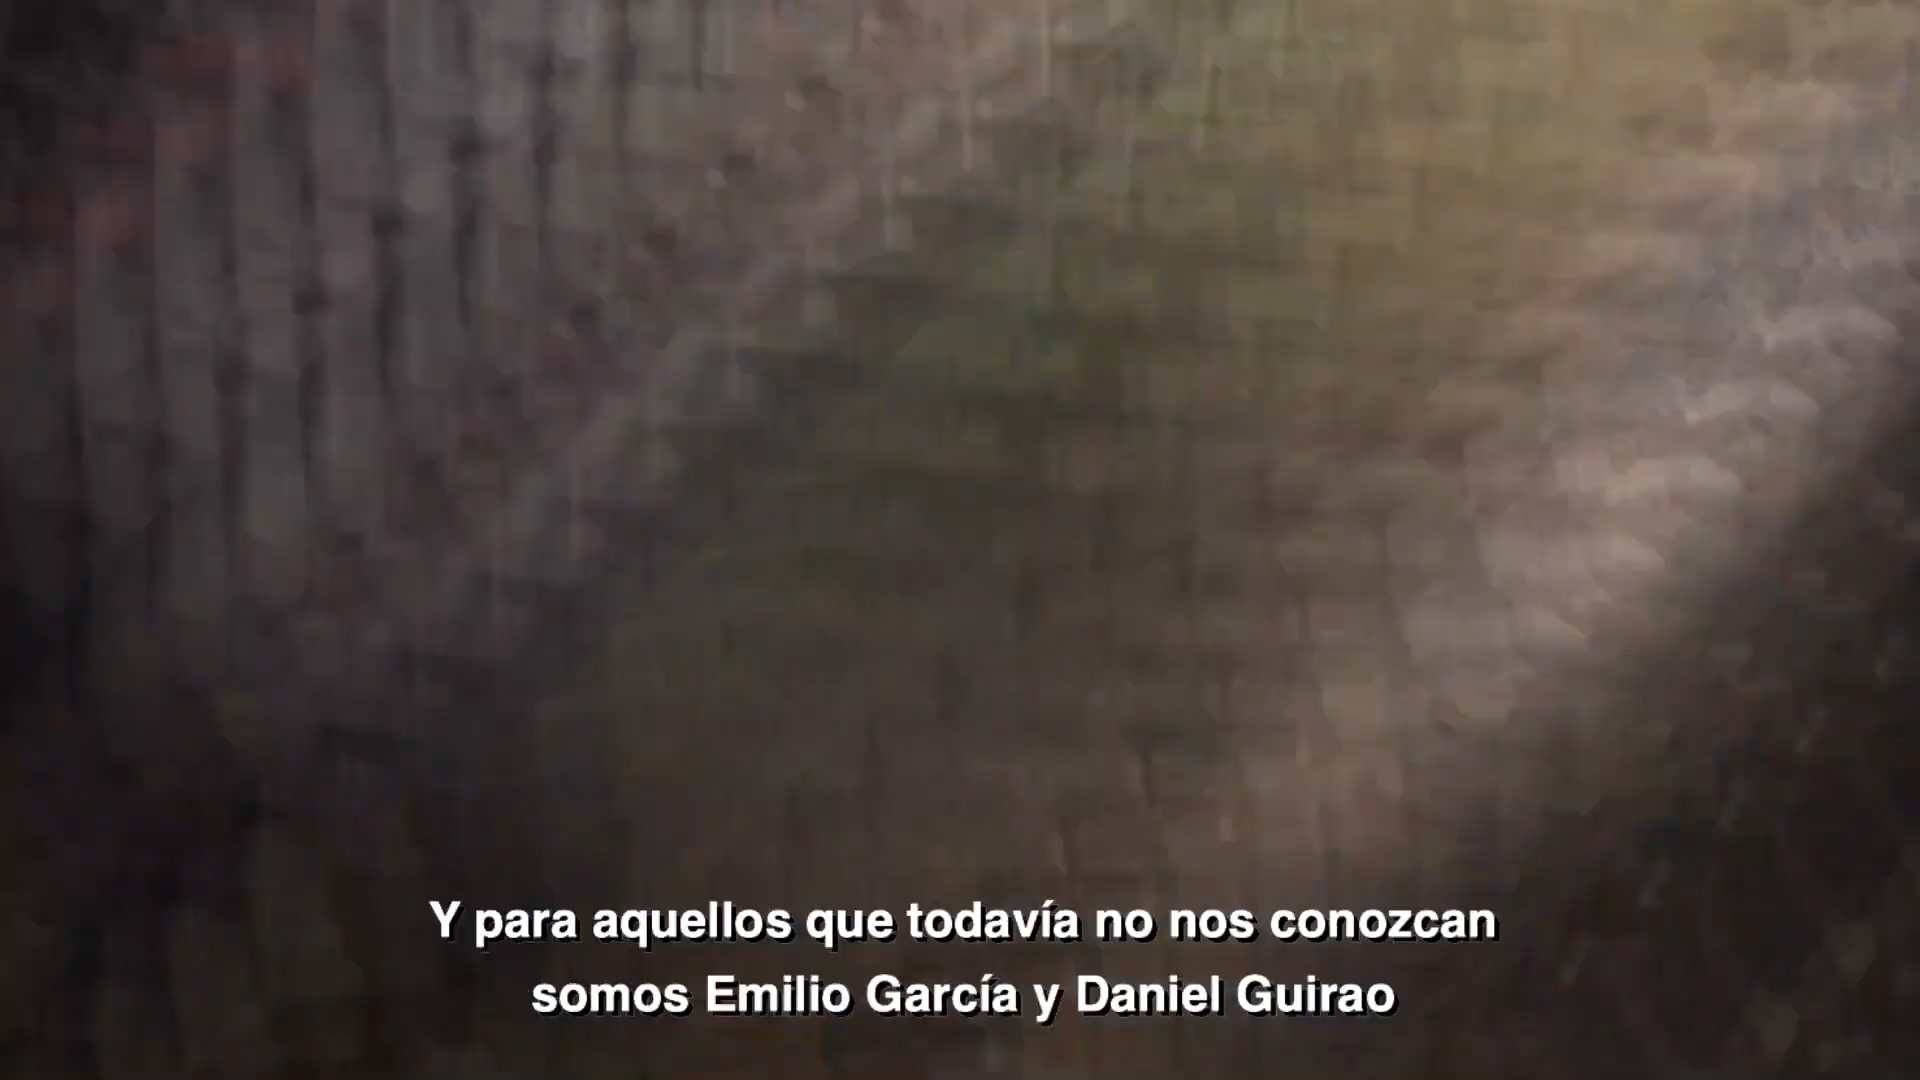 Y para aquellos que todavía no nos conozcan
somos Emilio García y Daniel Guirao